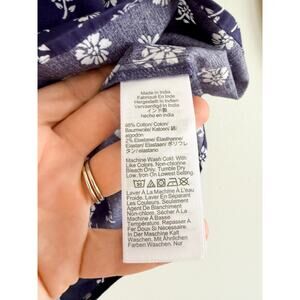 Made in India
Fabriqué En Inde
Hergestellt in Indien
Vervaardigd in India
インド製
hecho en india
98% Cotton/ Coton/
Baumwolle/ Katoen/ 綿/
algodon
2% Elastane/ Elasthanne/
Elastan/ Elastaan/ ポリウレ
タン/ elastano
Machine Wash Cold. With
Like Colors. Non-chlorine
Bleach Only. Tumble Dry
Low. Iron On Lowest Setting.
Laver À La Machine À L'eau
Froide. Laver En Séparant
Les Couleurs. Seulement
Agent De Blanchiment
Non-chlore. Sécher À La
Machine À Basse
Température. Repasser À
Fer Doux Si Nécessaire
In Der Maschine Kalt
Waschen. Mit Ähnlichen
Farben Waschen. Nur